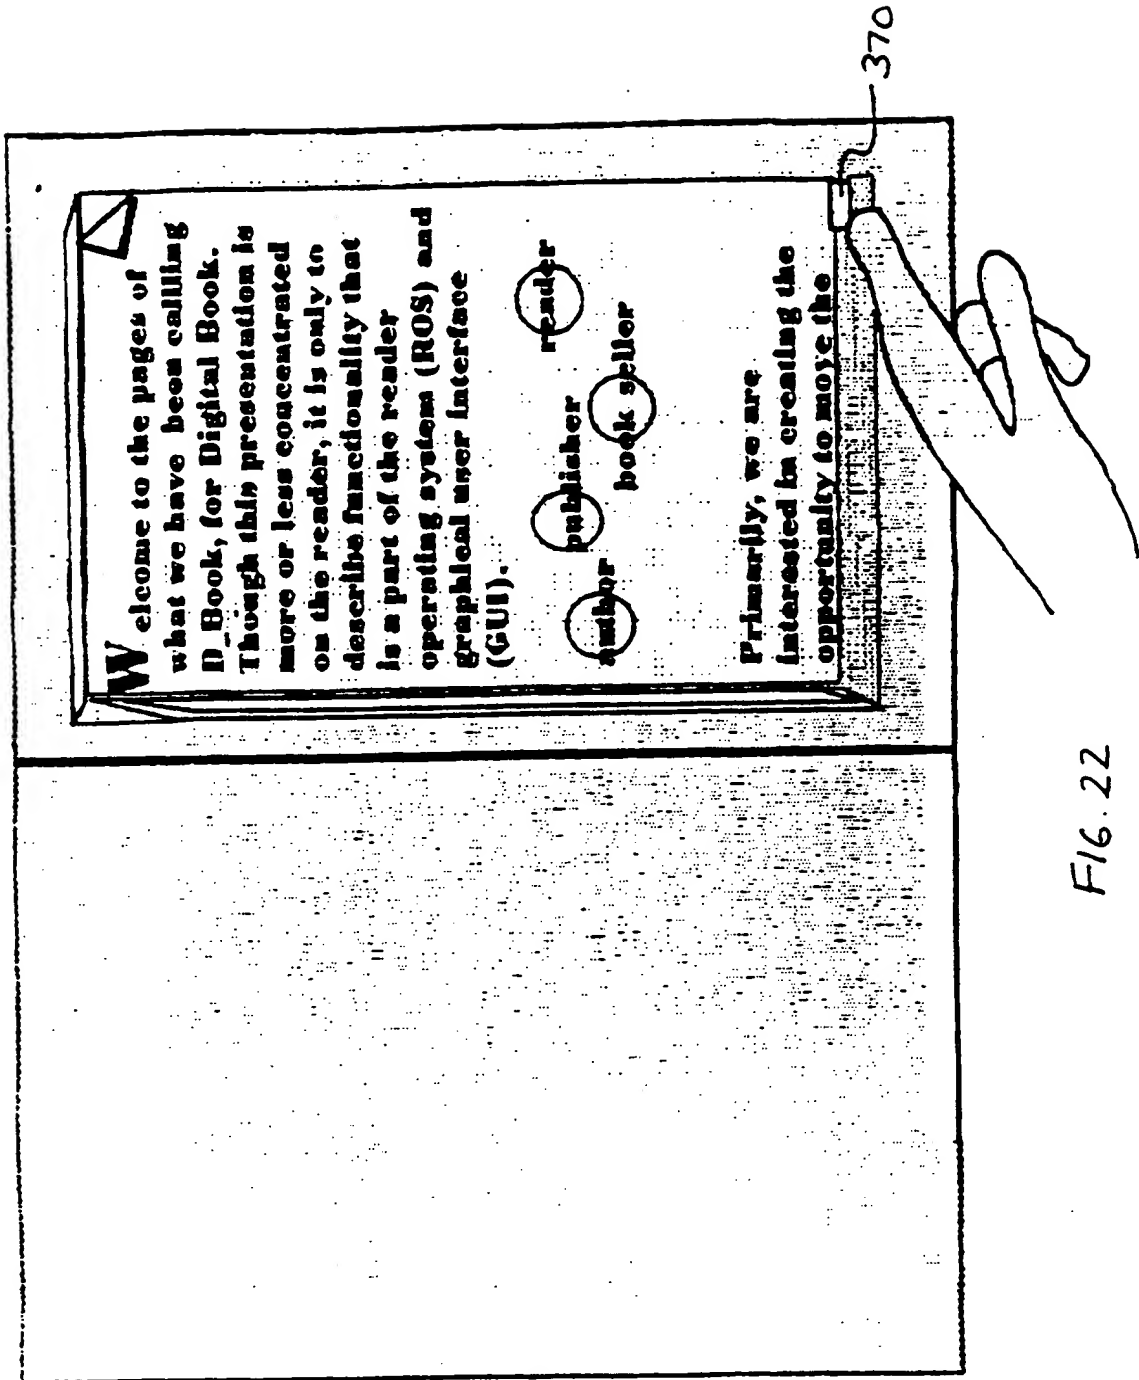 Welcome to the pages of
what we have been callling
D_Book, for Digital Book.
Though this presentation is
more or less concentrated
on the reader, it is only to
describe functionality that
is a part of the reader
operating system (ROS) and
graphical user interface
(GUI).
author publisher book seller reader
Primarily, we are
interested in creating the
opportunity to move the
370
FIG. 22